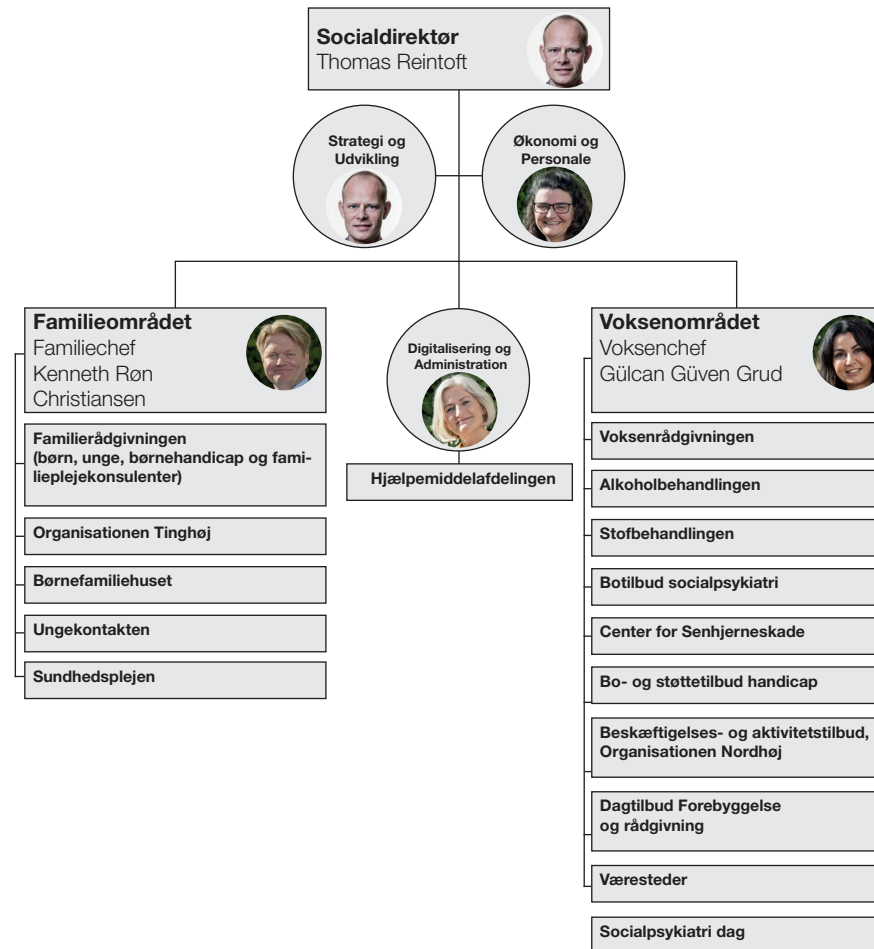 Socialdirektør
Thomas Reintoft
Strategi og
Udvikling
Økonomi og
Personale
Familieområdet
Familiechef
Kenneth Røn
Christiansen
Familierådgivningen
(børn, unge, børnehandicap og fami-
lieplejekonsulenter)
Organisationen Tinghøj
Børnefamiliehuset
Ungekontakten
Sundhedsplejen
Digitalisering og
Administration
Hjælpemiddelafdelingen
Voksenområdet
Voksenchef
Gülcan Güven Grud
Voksenrådgivningen
Alkoholbehandlingen
Stofbehandlingen
Botilbud socialpsykiatri
Center for Senhjerneskade
Bo- og støttetilbud handicap
Beskæftigelses- og aktivitetstilbud,
Organisationen Nordhøj
Dagtilbud Forebyggelse
og rådgivning
Væresteder
Socialpsykiatri dag